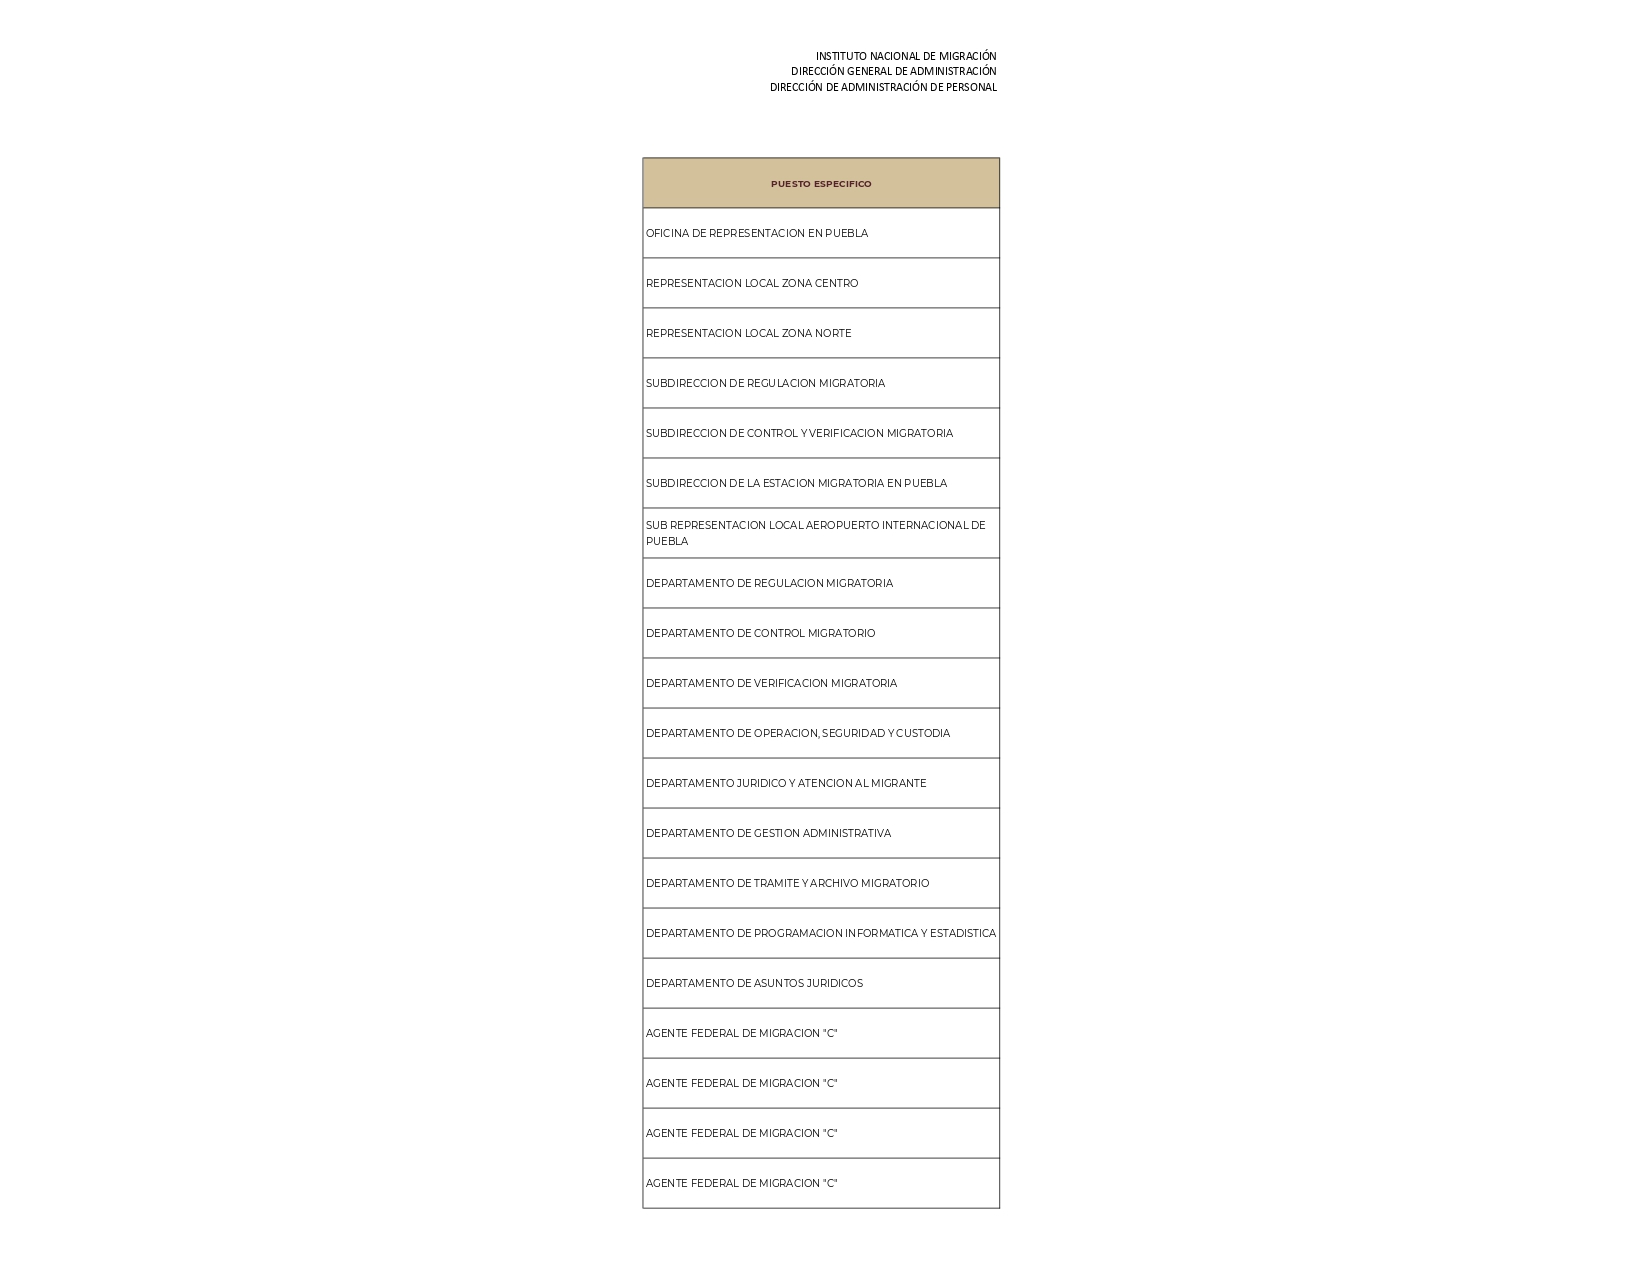 INSTITUTO NACIONAL DE MIGRACIÓN
DIRECCIÓN GENERAL DE ADMINISTRACIÓN
DIRECCIÓN DE ADMINISTRACIÓN DE PERSONAL
PUESTO ESPECIFICO
OFICINA DE REPRESENTACION EN PUEBLA
REPRESENTACION LOCAL ZONA CENTRO
REPRESENTACION LOCAL ZONA NORTE
SUBDIRECCION DE REGULACION MIGRATORIA
SUBDIRECCION DE CONTROL Y VERIFICACION MIGRATORIA
SUBDIRECCION DE LA ESTACION MIGRATORIA EN PUEBLA
SUB REPRESENTACION LOCAL AEROPUERTO INTERNACIONAL DE
PUEBLA
DEPARTAMENTO DE REGULACION MIGRATORIA
DEPARTAMENTO DE CONTROL MIGRATORIO
DEPARTAMENTO DE VERIFICACION MIGRATORIA
DEPARTAMENTO DE OPERACION, SEGURIDAD Y CUSTODIA
DEPARTAMENTO JURIDICO Y ATENCION AL MIGRANTE
DEPARTAMENTO DE GESTION ADMINISTRATIVA
DEPARTAMENTO DE TRAMITE Y ARCHIVO MIGRATORIO
DEPARTAMENTO DE PROGRAMACION INFORMATICA Y ESTADISTICA
DEPARTAMENTO DE ASUNTOS JURIDICOS
AGENTE FEDERAL DE MIGRACION "C"
AGENTE FEDERAL DE MIGRACION "C"
AGENTE FEDERAL DE MIGRACION "C"
AGENTE FEDERAL DE MIGRACION "C"